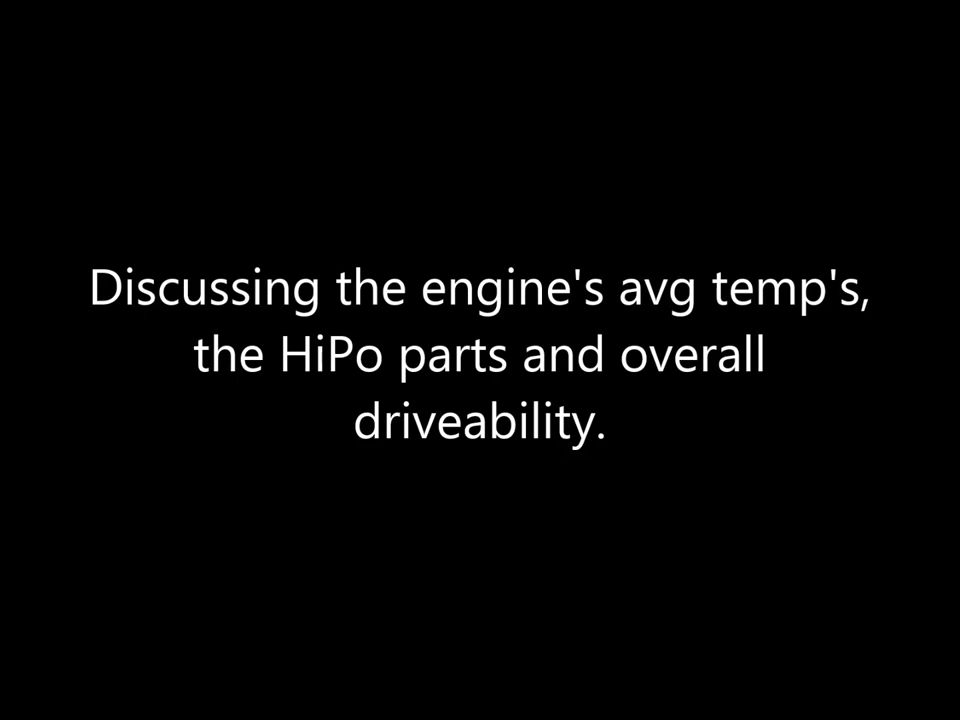 Discussing the engine's avg temp's,
the HiPo parts and overall
driveability.